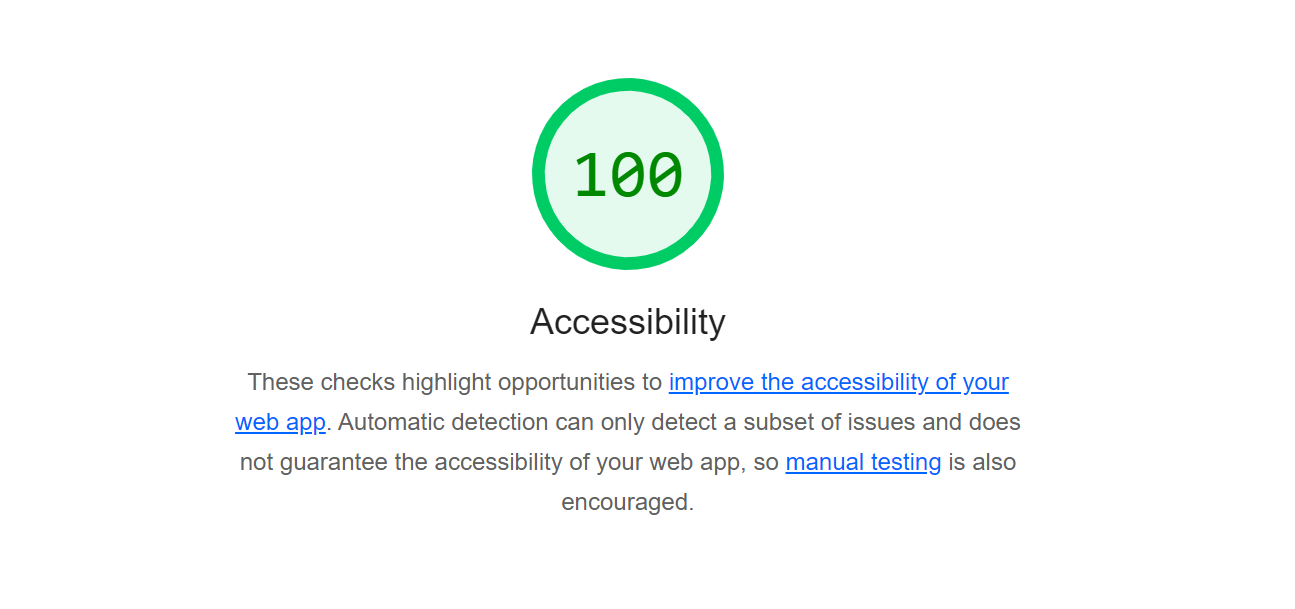 100
Accessibility
These checks highlight opportunities to improve the accessibility of your
web app. Automatic detection can only detect a subset of issues and does
not guarantee the accessibility of your web app, so manual testing is also
encouraged.